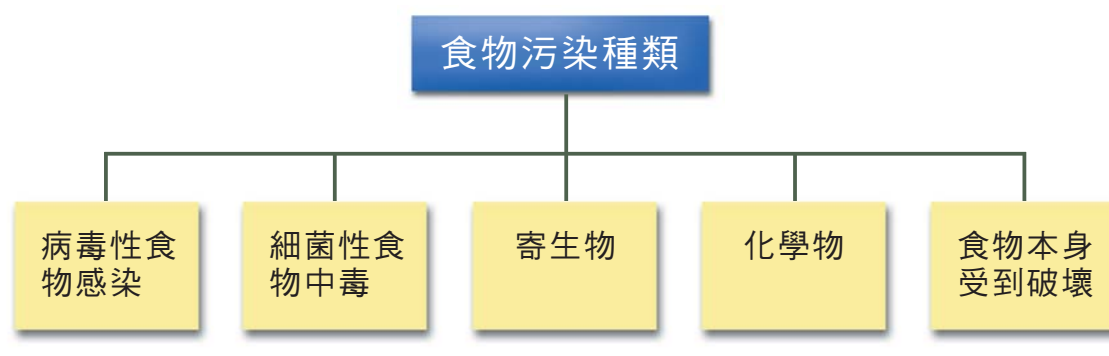 食物污染種類
病毒性食
物感染
細菌性食
物中毒
寄生物
化學物
食物本身
受到破壞